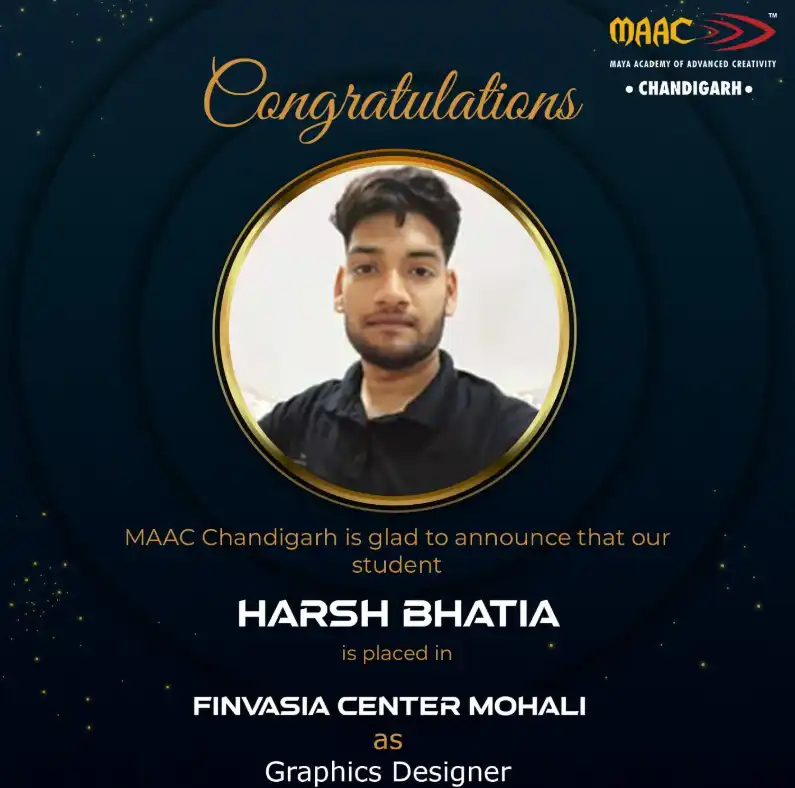 MAAC TM
MAYA ACADEMY OF ADVANCED CREATIVITY
• CHANDIGARH •
Congratulations
MAAC Chandigarh is glad to announce that our
student
HARSH BHATIA
is placed in
FINVASIA CENTER MOHALI
as
Graphics Designer